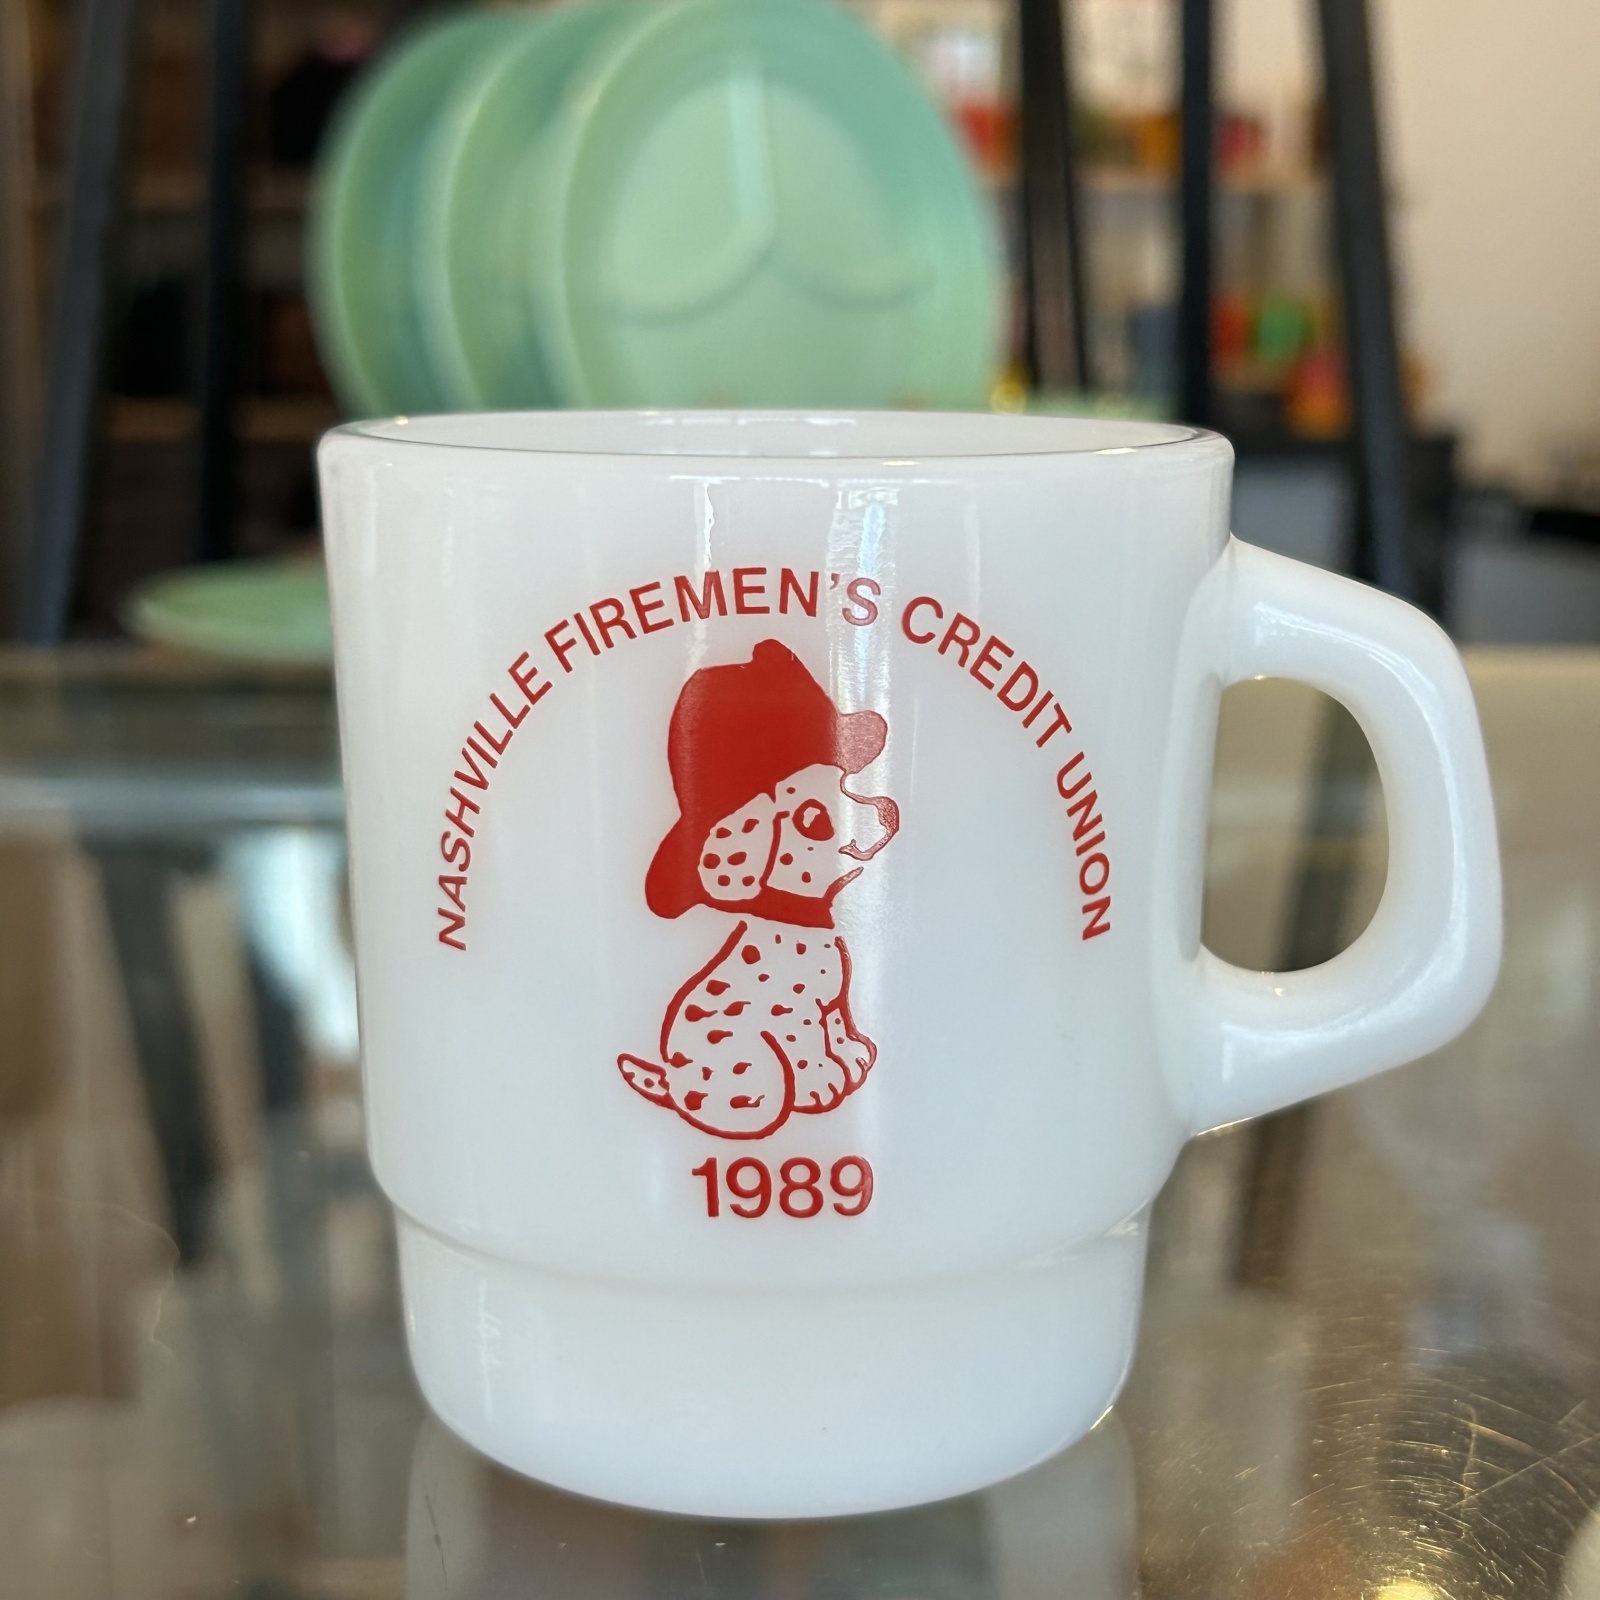 NASHVILLE FIREMEN'S CREDIT UNION
1989